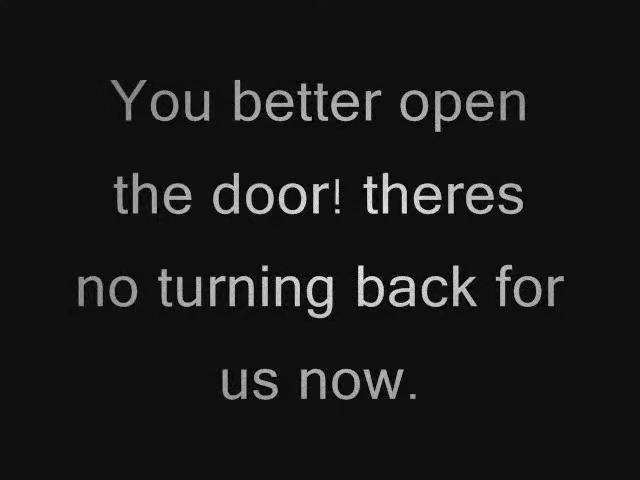 You better open
the door! theres
no turning back for
us now.